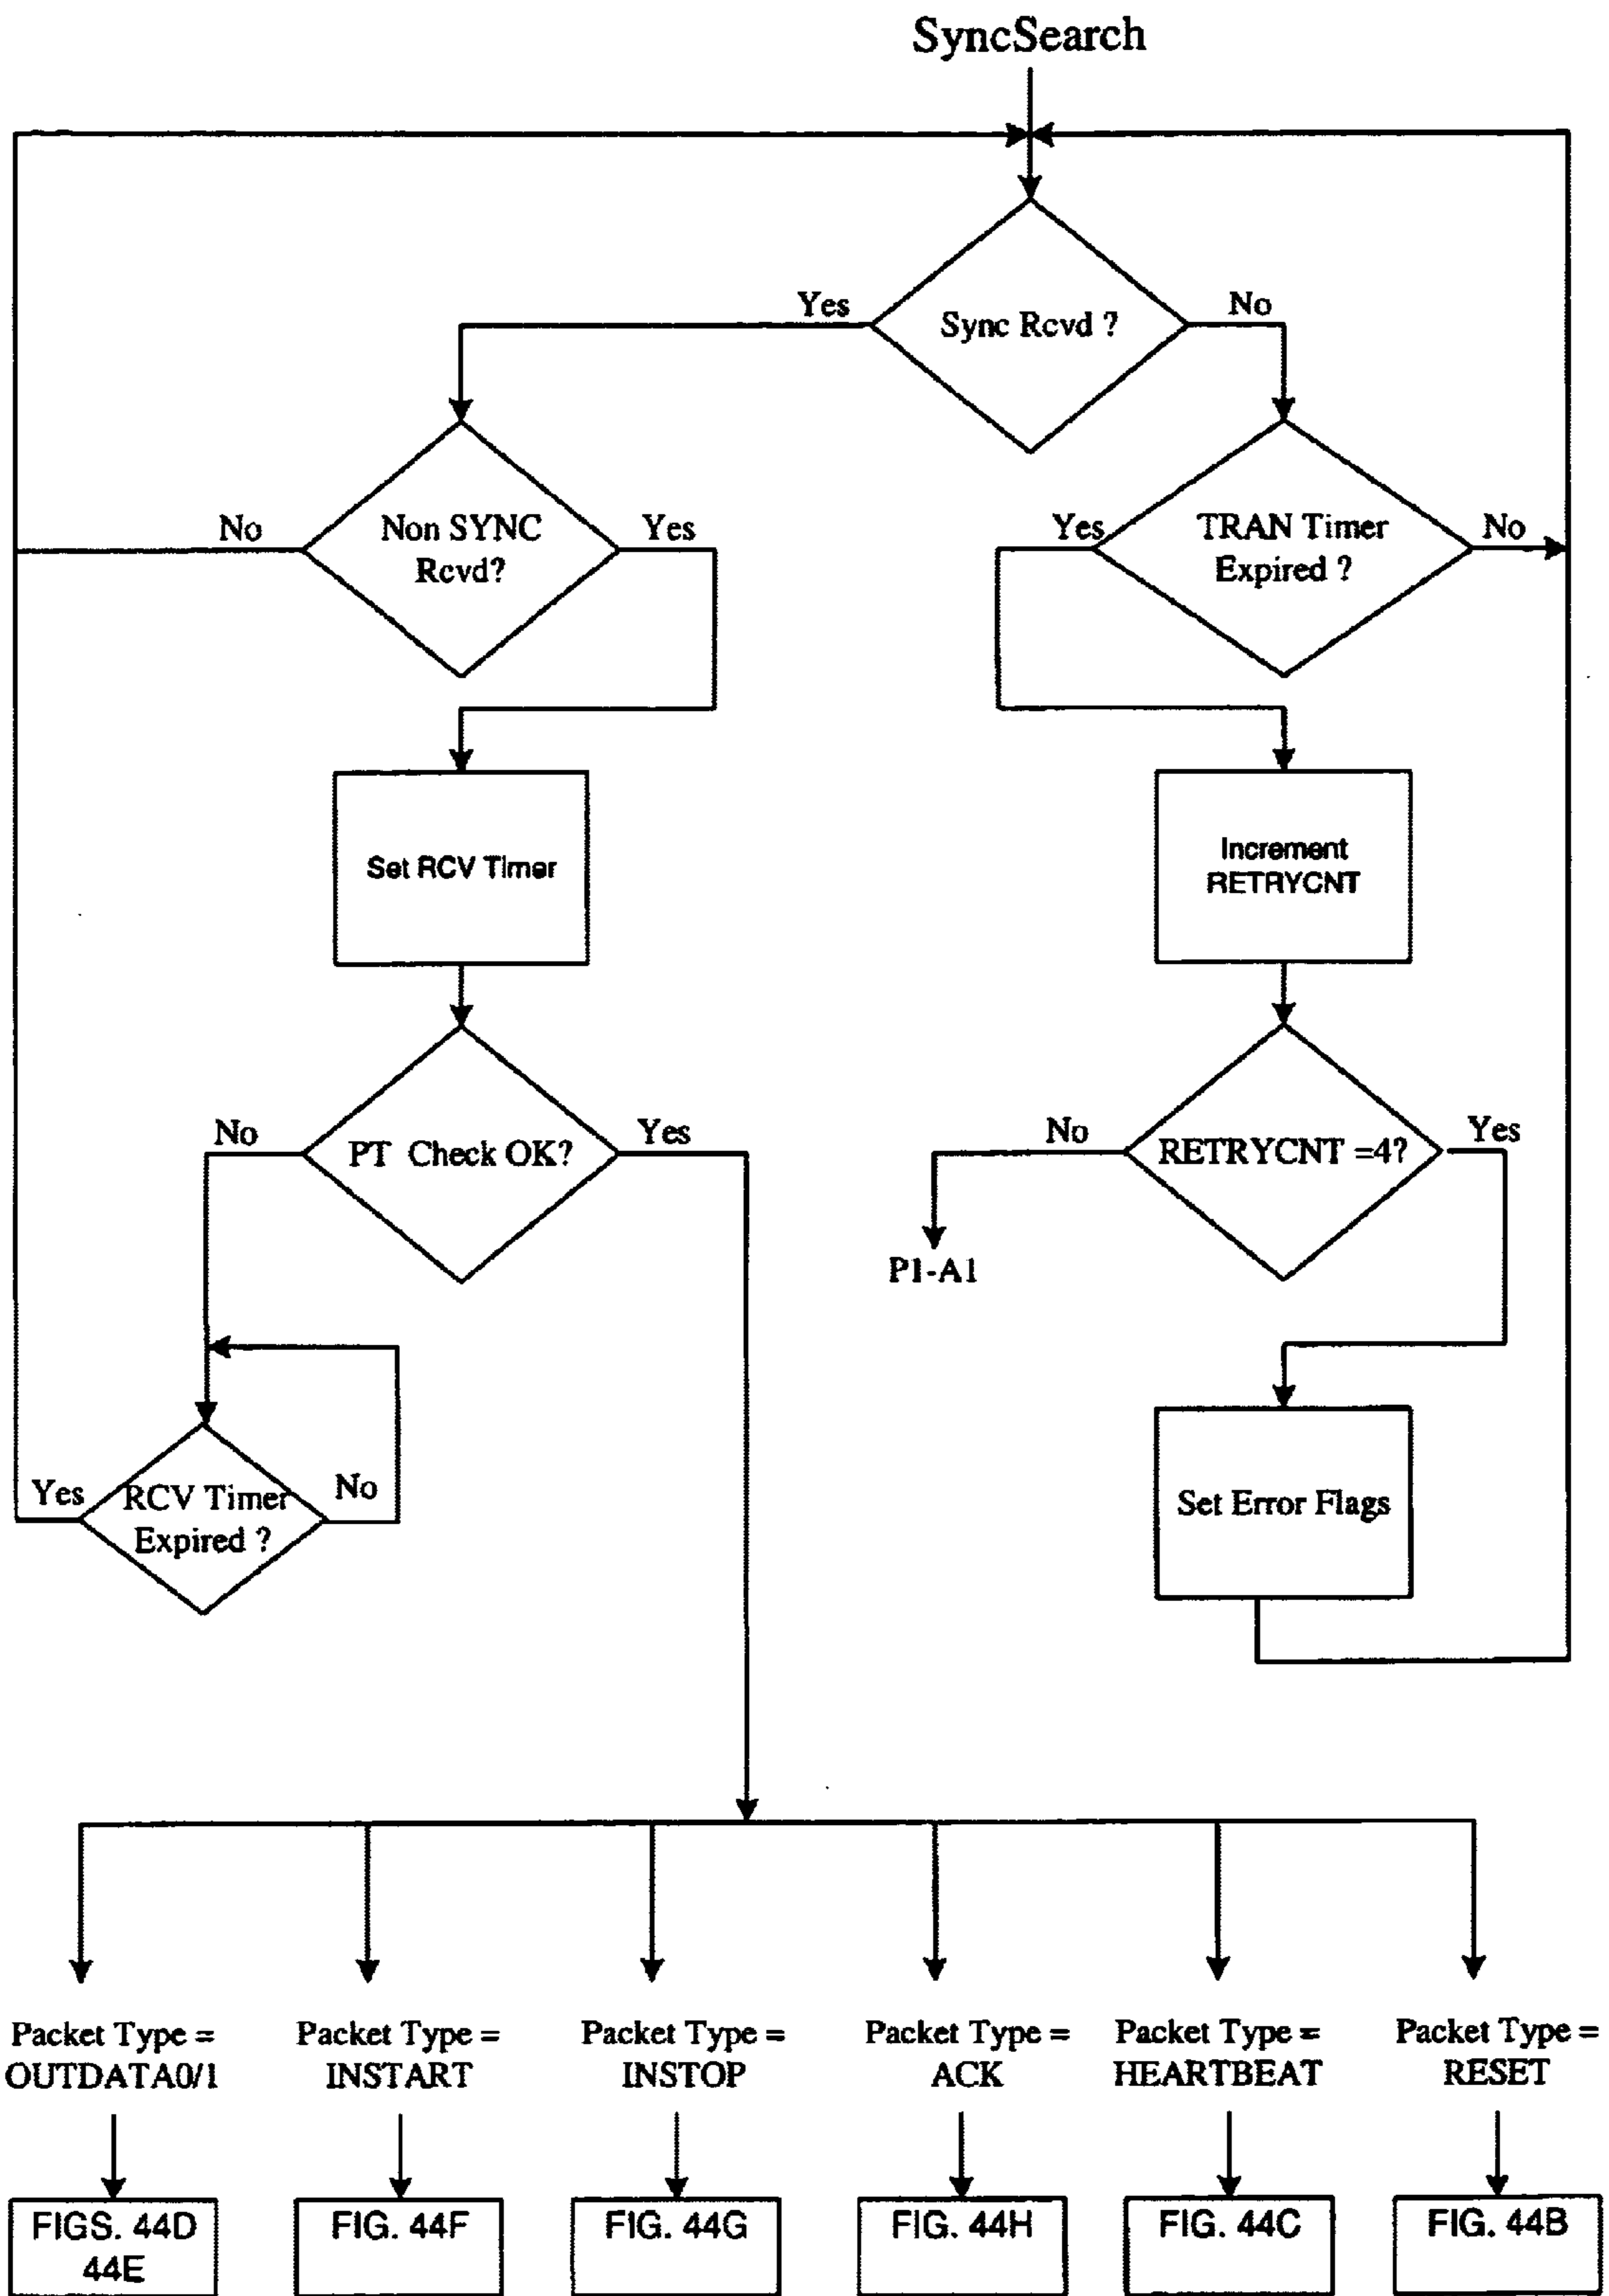 SyncSearch
Yes
Sync Rcvd ?
No
No
Non SYNC
Rcvd?
Yes
Yes
TRAN Timer
Expired ?
No
Set RCV Timer
Increment
RETRYCNT
No
PT Check OK?
Yes
No
RETRYCNT =4?
Yes
P1-A1
Yes
RCV Timer
Expired ?
No
Set Error Flags
Packet Type =
OUTDATA0/1
Packet Type =
INSTART
Packet Type =
INSTOP
Packet Type =
ACK
Packet Type =
HEARTBEAT
Packet Type =
RESET
FIGS. 44D
44E
FIG. 44F
FIG. 44G
FIG. 44H
FIG. 44C
FIG. 44B